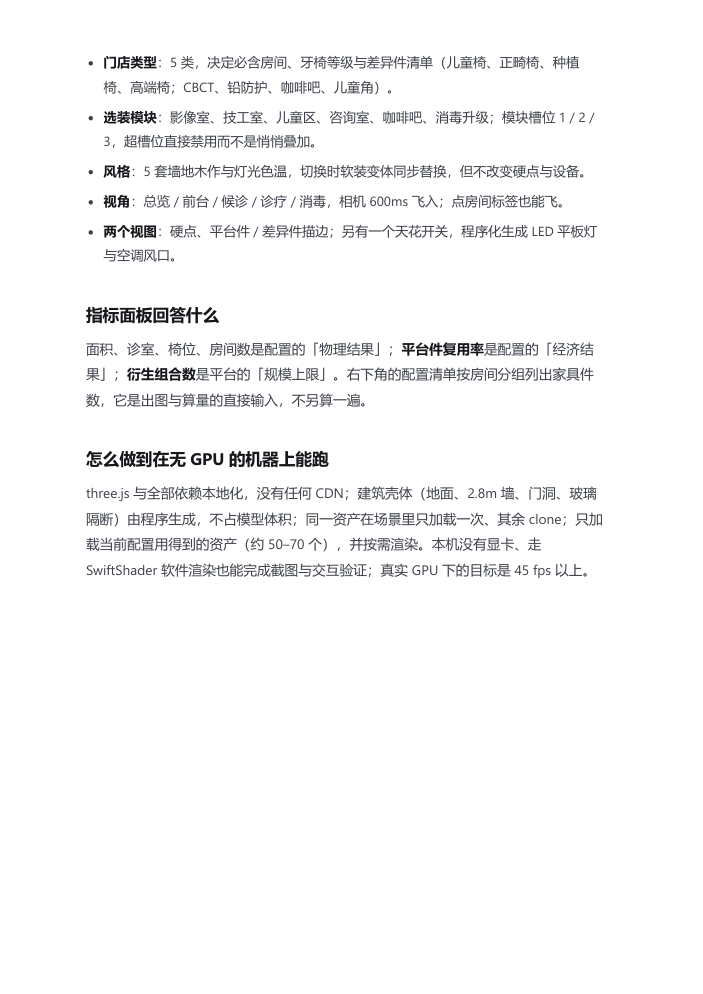 • 门店类型：5 类，决定必含房间、牙椅等级与差异件清单（儿童椅、正畸椅、种植
椅、高端椅；CBCT、铅防护、咖啡吧、儿童角）。
• 选装模块：影像室、技工室、儿童区、咨询室、咖啡吧、消毒升级；模块槽位 1 / 2 /
3，超槽位直接禁用而不是悄悄叠加。
• 风格：5 套墙地木作与灯光色温，切换时软装变体同步替换，但不改变硬点与设备。
• 视角：总览 / 前台 / 候诊 / 诊疗 / 消毒，相机 600ms 飞入；点房间标签也能飞。
• 两个视图：硬点、平台件 / 差异件描边；另有一个天花开关，程序化生成 LED 平板灯
与空调风口。
指标面板回答什么
面积、诊室、椅位、房间数是配置的「物理结果」；平台件复用率是配置的「经济结
果」；衍生组合数是平台的「规模上限」。右下角的配置清单按房间分组列出家具件
数，它是出图与算量的直接输入，不另算一遍。
怎么做到在无 GPU 的机器上能跑
three.js 与全部依赖本地化，没有任何 CDN；建筑壳体（地面、2.8m 墙、门洞、玻璃
隔断）由程序生成，不占模型体积；同一资产在场景里只加载一次、其余 clone；只加
载当前配置用得到的资产（约 50–70 个），并按需渲染。本机没有显卡、走
SwiftShader 软件渲染也能完成截图与交互验证；真实 GPU 下的目标是 45 fps 以上。